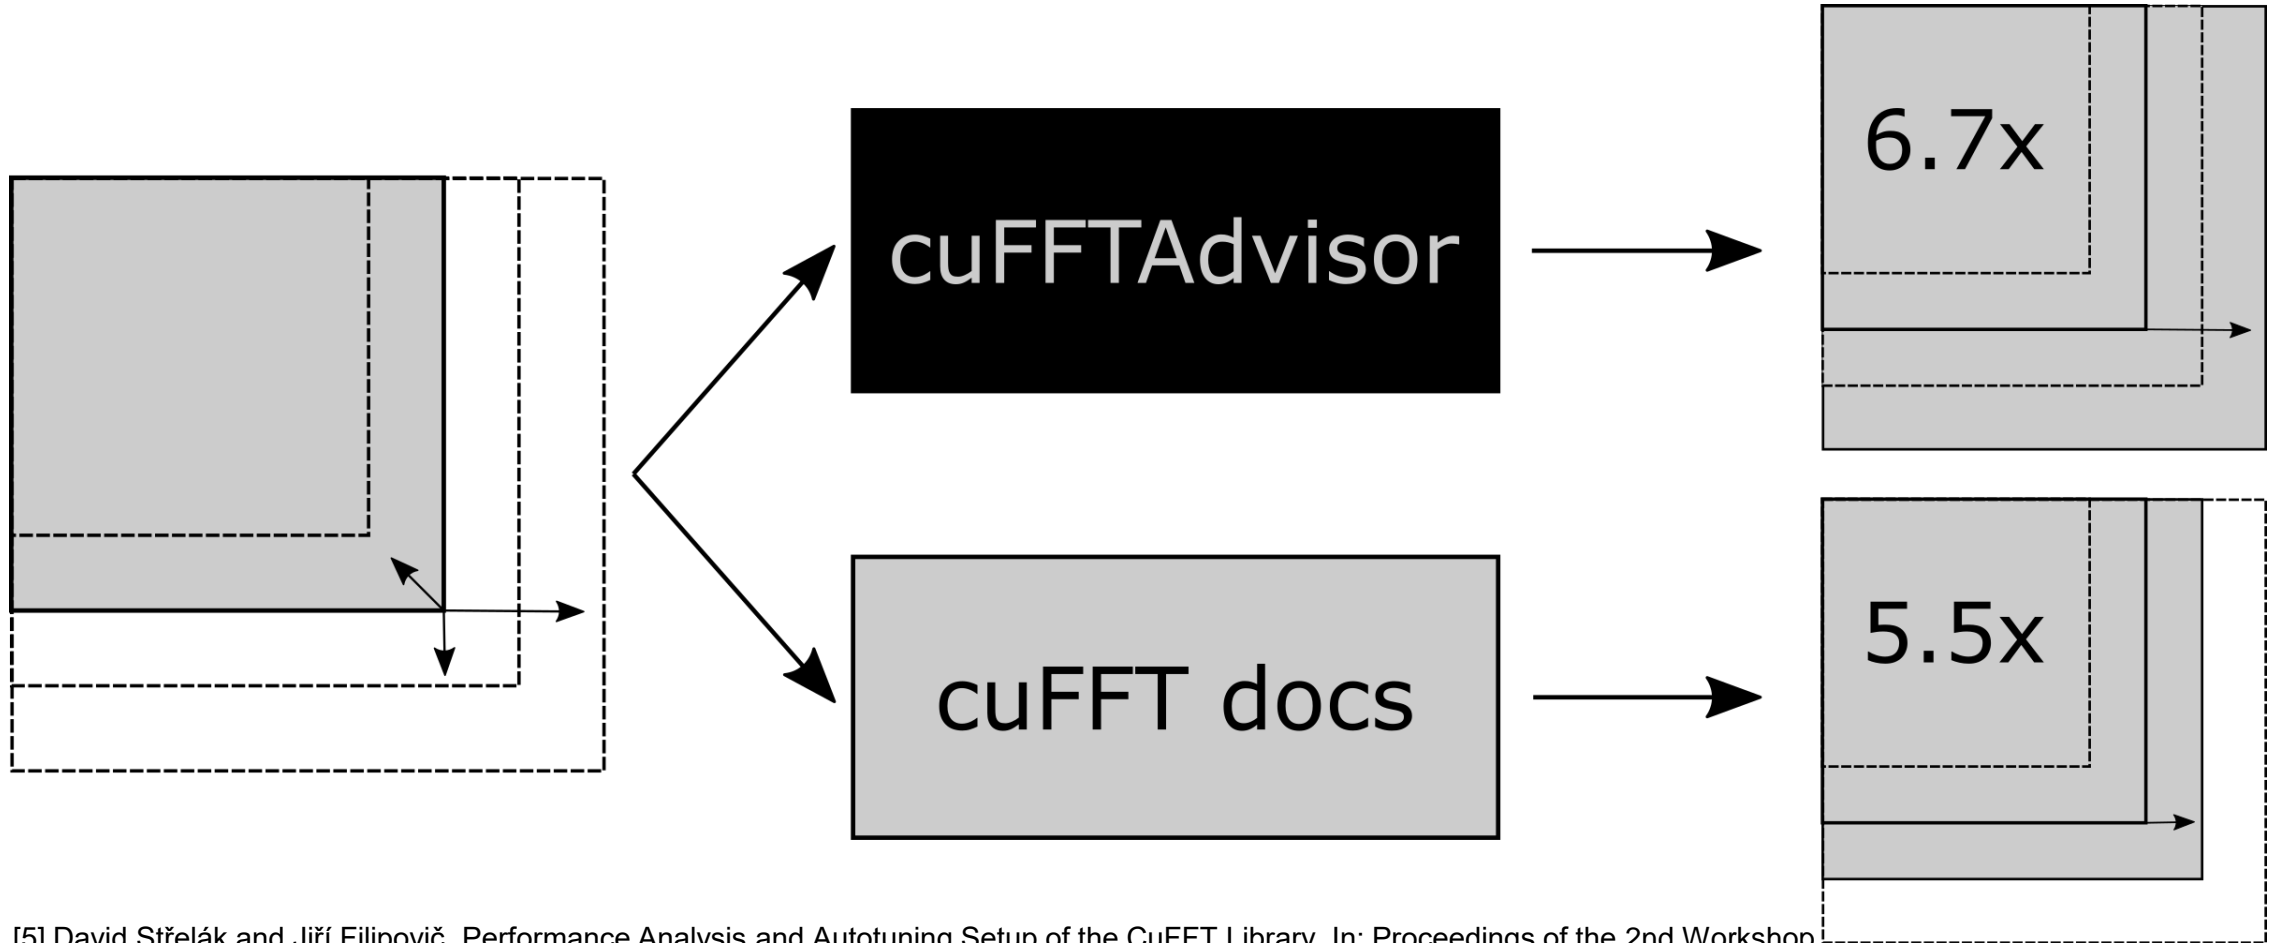 6.7x
cuFFTAdvisor
5.5x
cuFFT docs
[5] David Střelák and Jiří Filipovič. Performance Analysis and Autotuning Setup of the CuFFT Library. In: Proceedings of the 2nd Workshop